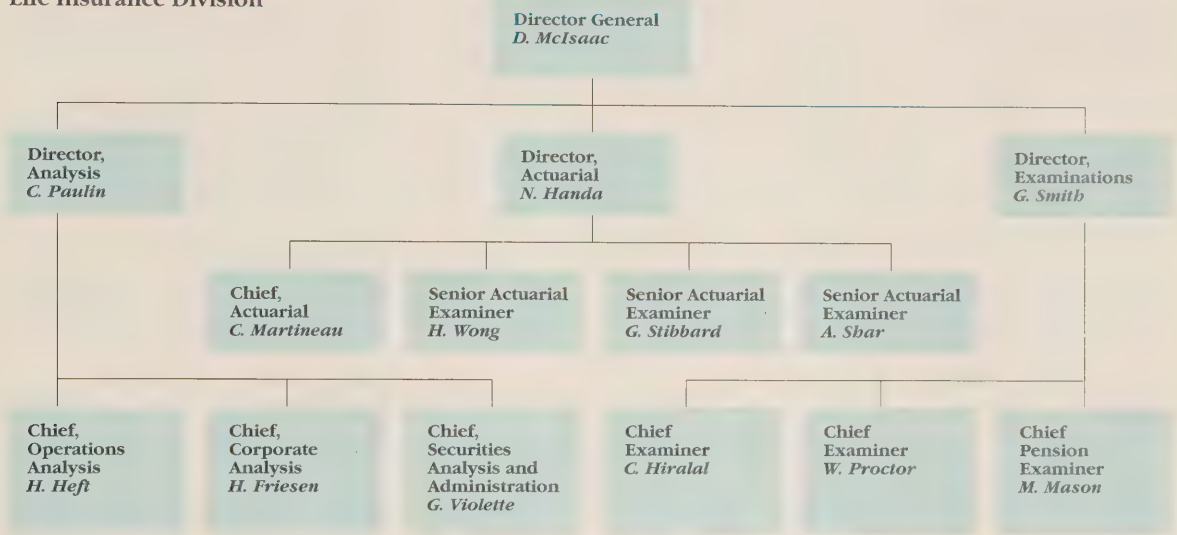 Life Insurance Division
Director General
D. McIsaac
Director,
Analysis
C. Paulin
Director,
Actuarial
N. Handa
Director,
Examinations
G. Smith
Chief,
Actuarial
C. Martineau
Senior Actuarial
Examiner
H. Wong
Senior Actuarial
Examiner
G. Stibbard
Senior Actuarial
Examiner
A. Shar
Chief,
Operations
Analysis
H. Heft
Chief,
Corporate
Analysis
H. Friesen
Chief,
Securities
Analysis and
Administration
G. Violette
Chief
Examiner
C. Hiralal
Chief
Examiner
W. Proctor
Chief
Pension
Examiner
M. Mason